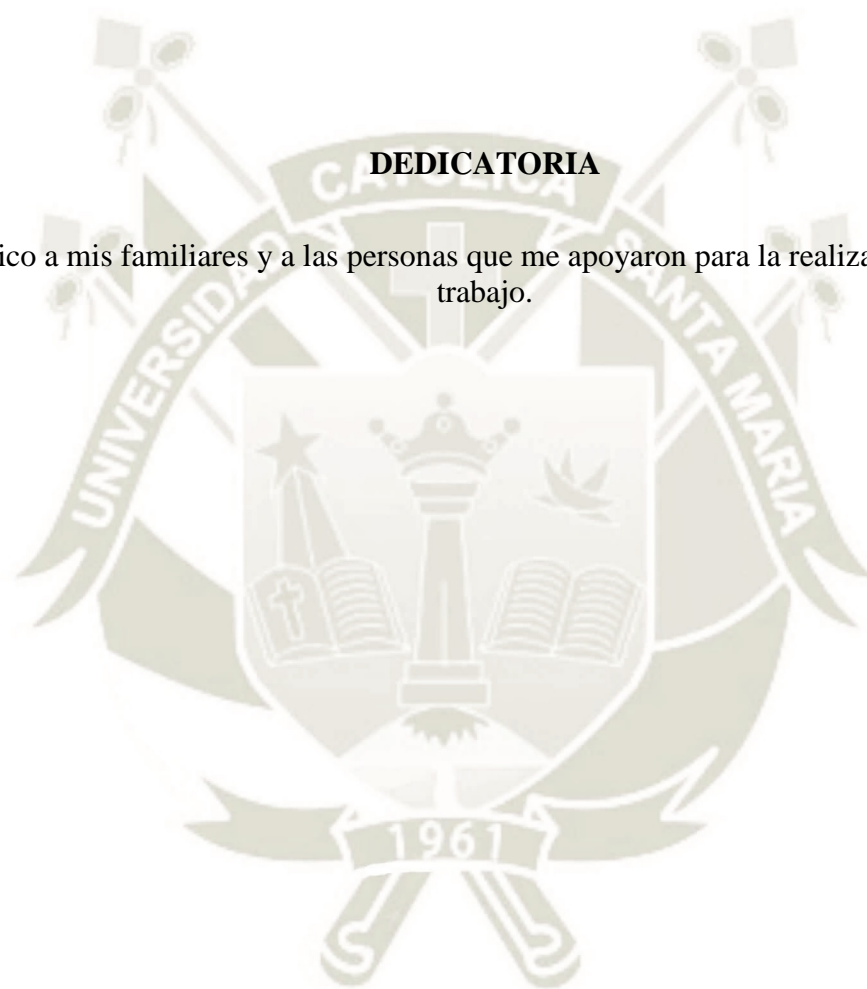 DEDICATORIA
ico a mis familiares y a las personas que me apoyaron para la realiza
trabajo.
UNIVERSIDAD CATOLICA SANTA MARIA
1961